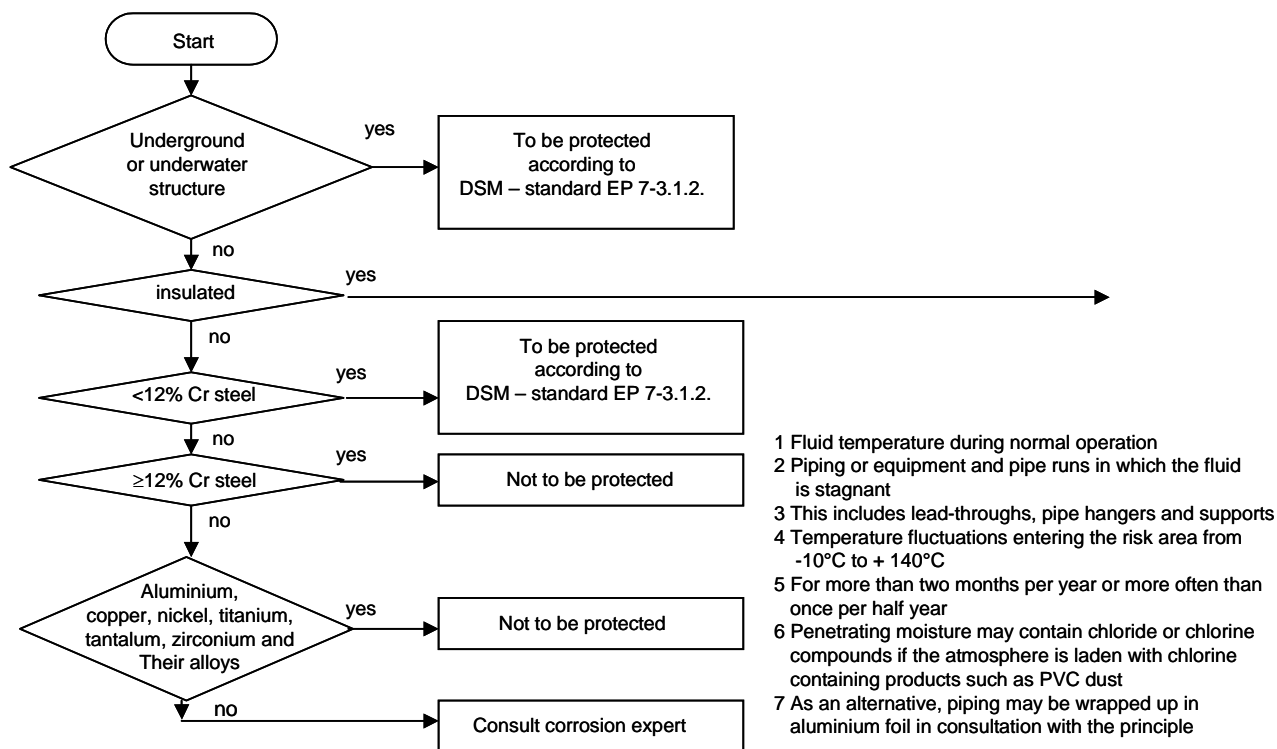 Start
Underground
or underwater
structure
yes
To be protected
according to
DSM – standard EP 7-3.1.2.
no
insulated
yes
no
<12% Cr steel
yes
To be protected
according to
DSM – standard EP 7-3.1.2.
no
≥12% Cr steel
yes
Not to be protected
no
Aluminium,
copper, nickel, titanium,
tantalum, zirconium and
Their alloys
yes
Not to be protected
no
Consult corrosion expert
1 Fluid temperature during normal operation
2 Piping or equipment and pipe runs in which the fluid
is stagnant
3 This includes lead-throughs, pipe hangers and supports
4 Temperature fluctuations entering the risk area from
-10°C to + 140°C
5 For more than two months per year or more often than
once per half year
6 Penetrating moisture may contain chloride or chlorine
compounds if the atmosphere is laden with chlorine
containing products such as PVC dust
7 As an alternative, piping may be wrapped up in
aluminium foil in consultation with the principle